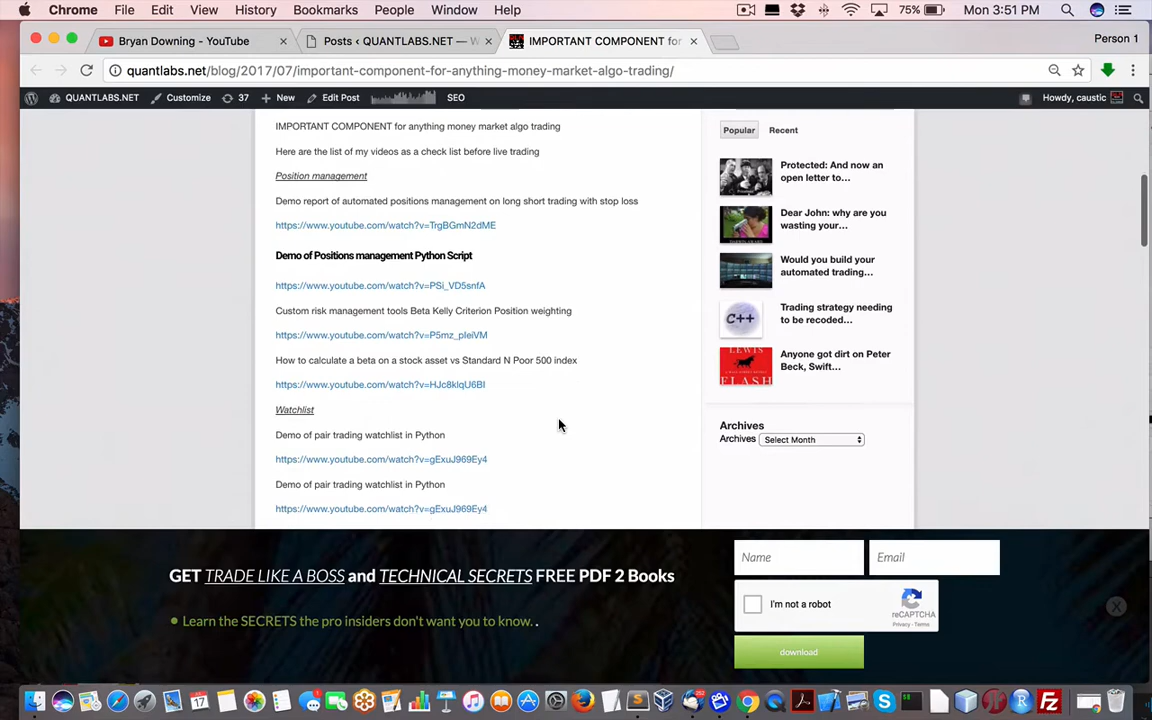 Chrome File Edit View History Bookmarks People Window Help 75% Mon 3:51 PM
Bryan Downing - YouTube
Posts ‹ QUANTLABS.NET — W
IMPORTANT COMPONENT for
Person 1
quantlabs.net/blog/2017/07/important-component-for-anything-money-market-algo-trading/
QUANTLABS.NET Customize 37 New Edit Post SEO Howdy, caustic
IMPORTANT COMPONENT for anything money market algo trading
Here are the list of my videos as a check list before live trading
Position management
Demo report of automated positions management on long short trading with stop loss
https://www.youtube.com/watch?v=TrgBGmN2dME
Demo of Positions management Python Script
https://www.youtube.com/watch?v=PSi_VD5snfA
Custom risk management tools Beta Kelly Criterion Position weighting
https://www.youtube.com/watch?v=P5mz_pIeiVM
How to calculate a beta on a stock asset vs Standard N Poor 500 index
https://www.youtube.com/watch?v=HJc8klqU6BI
Watchlist
Demo of pair trading watchlist in Python
https://www.youtube.com/watch?v=gExuJ969Ey4
Demo of pair trading watchlist in Python
https://www.youtube.com/watch?v=gExuJ969Ey4
Popular Recent
Protected: And now an
open letter to…
Dear John: why are you
wasting your…
Would you build your
automated trading…
C++
Trading strategy needing
to be recoded…
LEWIS
FLASH
Anyone got dirt on Peter
Beck, Swift…
Archives
Archives Select Month
GET TRADE LIKE A BOSS and TECHNICAL SECRETS FREE PDF 2 Books
Learn the SECRETS the pro insiders don't want you to know. .
Name
Email
I'm not a robot
reCAPTCHA
Privacy - Terms
download
X